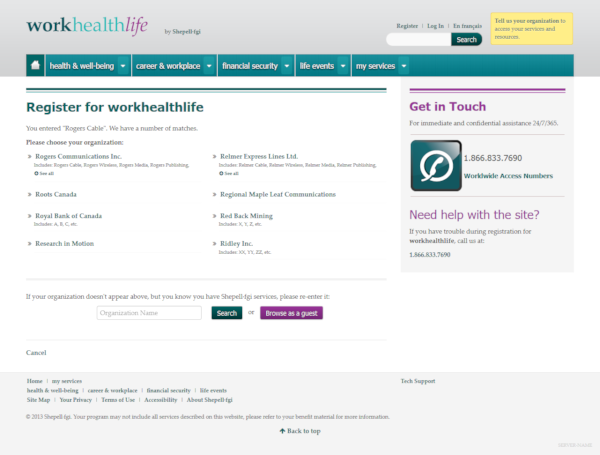 workhealthlife
by Shepell·fgi
Register | Log In | En français
Search
Tell us your organization to
access your services and
resources.
health & well-being
career & workplace
financial security
life events
my services
Register for workhealthlife
You entered "Rogers Cable". We have a number of matches.
Please choose your organization:
» Rogers Communications Inc.
Includes: Rogers Cable, Rogers Wireless, Rogers Media, Rogers Publishing,
See all
» Relmer Express Lines Ltd.
Includes: Relmer Cable, Relmer Wireless, Relmer Media, Relmer Publishing,
See all
» Roots Canada
» Regional Maple Leaf Communications
» Royal Bank of Canada
Includes: A, B, C, etc.
» Red Back Mining
Includes: X, Y, Z, etc.
» Research in Motion
» Ridley Inc.
Includes: XX, YY, ZZ, etc.
If your organization doesn't appear above, but you know you have Shepell·fgi services, please re-enter it:
Organization Name
Search
or
Browse as a guest
Cancel
Get in Touch
For immediate and confidential assistance 24/7/365.
1.866.833.7690
Worldwide Access Numbers
Need help with the site?
If you have trouble during registration for
workhealthlife, call us at:
1.866.833.7690
Home | my services
health & well-being | career & workplace | financial security | life events
Site Map | Your Privacy | Terms of Use | Accessibility | About Shepell·fgi
Tech Support
© 2013 Shepell·fgi. Your program may not include all services described on this website, please refer to your benefit material for more information.
Back to top